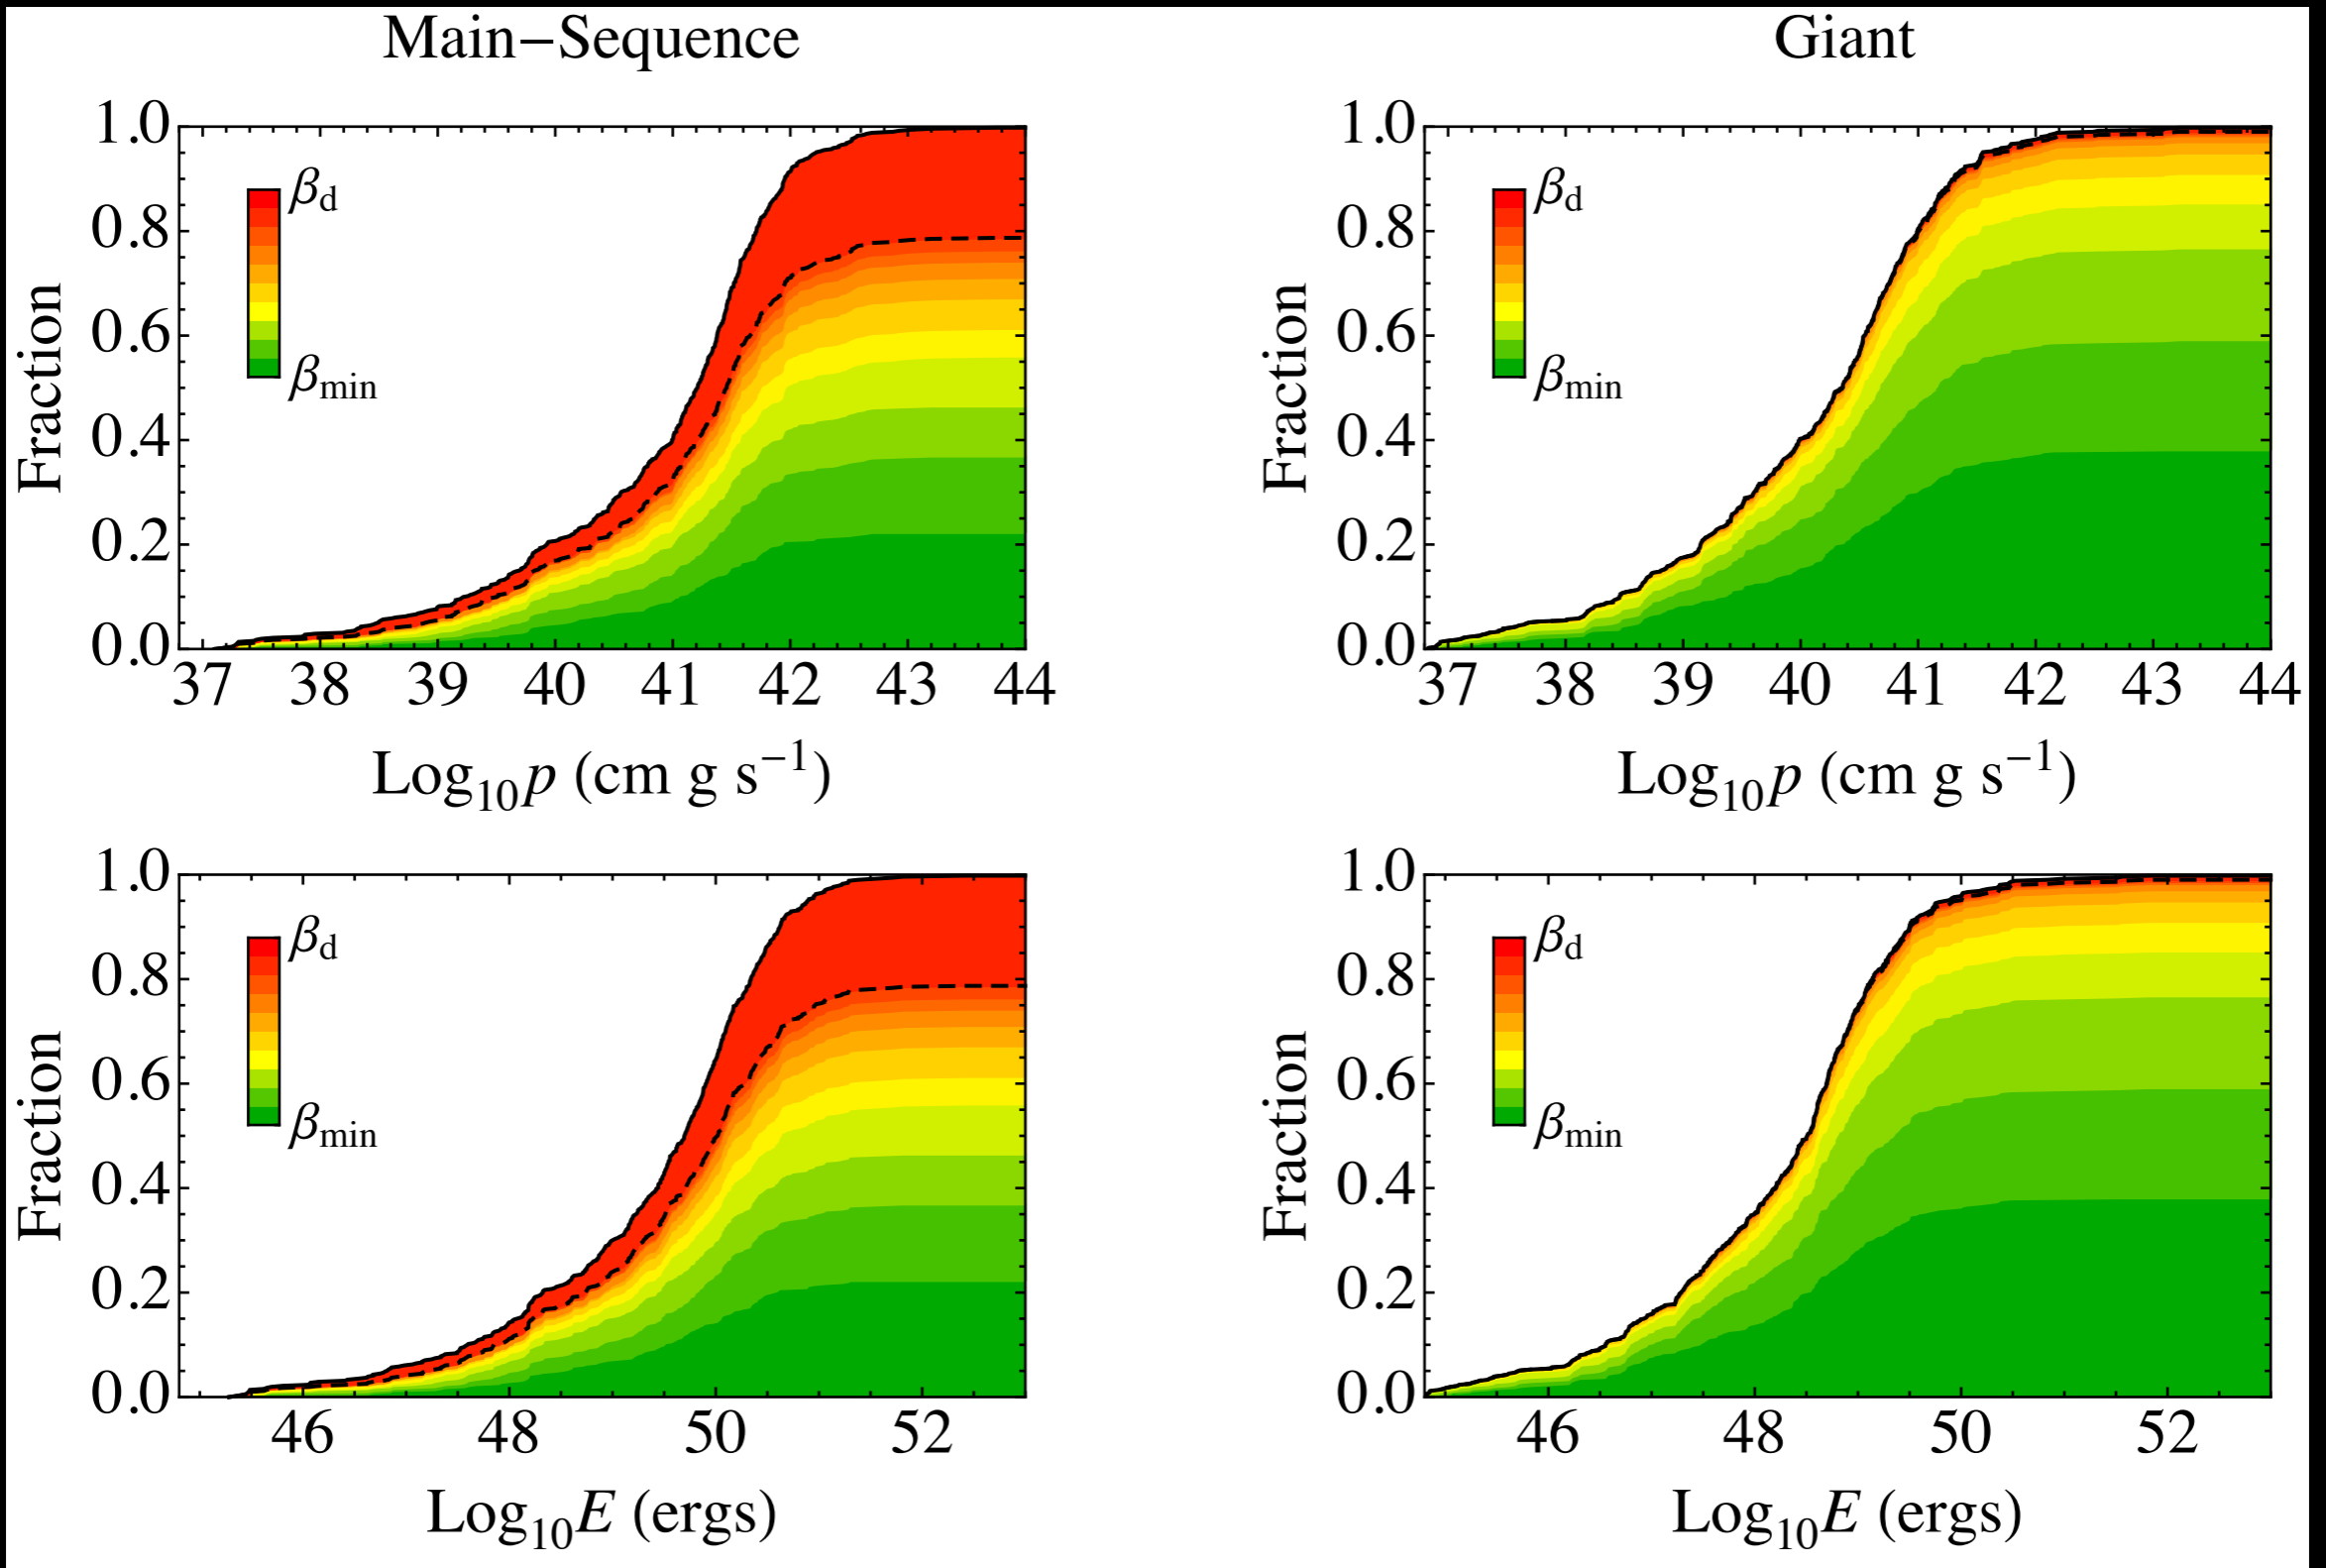 Main−Sequence
Giant
1.0
0.8
0.6
0.4
0.2
0.0
Fraction
βd
βmin
37 38 39 40 41 42 43 44
Log10p (cm g s−1)
1.0
0.8
0.6
0.4
0.2
0.0
Fraction
βd
βmin
37 38 39 40 41 42 43 44
Log10p (cm g s−1)
1.0
0.8
0.6
0.4
0.2
0.0
Fraction
βd
βmin
46 48 50 52
Log10E (ergs)
1.0
0.8
0.6
0.4
0.2
0.0
Fraction
βd
βmin
46 48 50 52
Log10E (ergs)